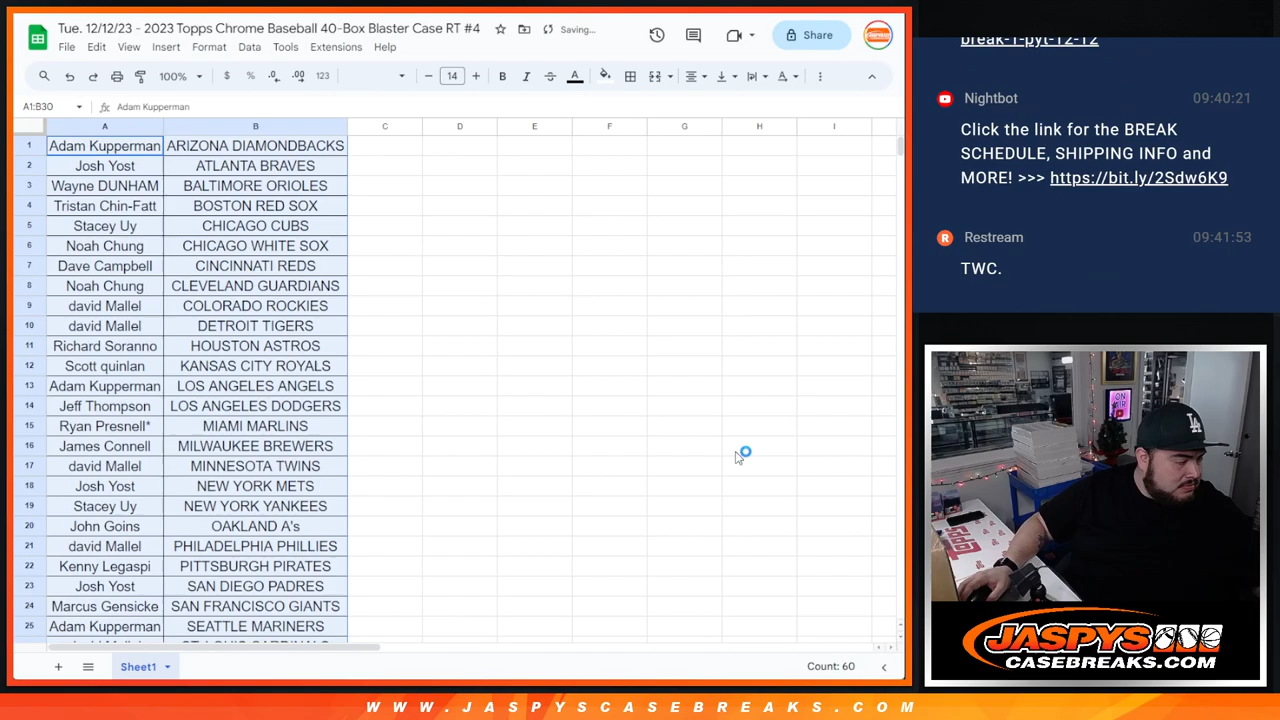 Tue. 12/12/23 - 2023 Topps Chrome Baseball 40-Box Blaster Case RT #4
Saving...
File Edit View Insert Format Data Tools Extensions Help
Share
100% $ % .0 .00 123 14 B I A
A1:B30 fx Adam Kupperman
A B C D E F G H I
1 Adam Kupperman ARIZONA DIAMONDBACKS
2 Josh Yost ATLANTA BRAVES
3 Wayne DUNHAM BALTIMORE ORIOLES
4 Tristan Chin-Fatt BOSTON RED SOX
5 Stacey Uy CHICAGO CUBS
6 Noah Chung CHICAGO WHITE SOX
7 Dave Campbell CINCINNATI REDS
8 Noah Chung CLEVELAND GUARDIANS
9 david Mallel COLORADO ROCKIES
10 david Mallel DETROIT TIGERS
11 Richard Soranno HOUSTON ASTROS
12 Scott quinlan KANSAS CITY ROYALS
13 Adam Kupperman LOS ANGELES ANGELS
14 Jeff Thompson LOS ANGELES DODGERS
15 Ryan Presnell* MIAMI MARLINS
16 James Connell MILWAUKEE BREWERS
17 david Mallel MINNESOTA TWINS
18 Josh Yost NEW YORK METS
19 Stacey Uy NEW YORK YANKEES
20 John Goins OAKLAND A's
21 david Mallel PHILADELPHIA PHILLIES
22 Kenny Legaspi PITTSBURGH PIRATES
23 Josh Yost SAN DIEGO PADRES
24 Marcus Gensicke SAN FRANCISCO GIANTS
25 Adam Kupperman SEATTLE MARINERS
Sheet1
Count: 60
break-1-pyt-12-12
Nightbot 09:40:21
Click the link for the BREAK
SCHEDULE, SHIPPING INFO and
MORE! >>> https://bit.ly/2Sdw6K9
Restream 09:41:53
TWC.
ON
AIR
LA
TOPPS
JASPYS
CASEBREAKS.COM
WWW.JASPYSCASEBREAKS.COM